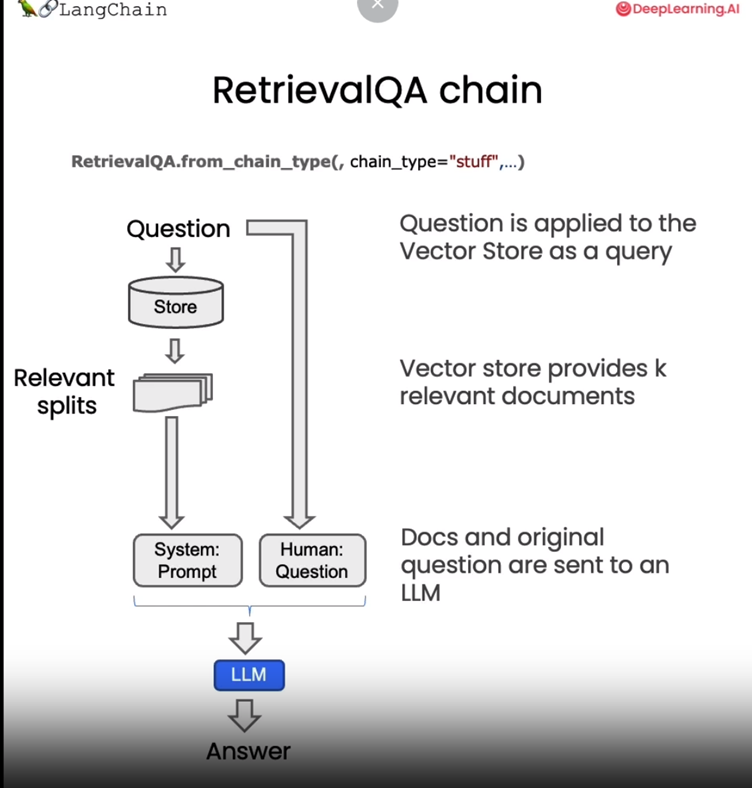 LangChain
DeepLearning.AI
RetrievalQA chain
RetrievalQA.from_chain_type(, chain_type="stuff",...)
Question
Question is applied to the
Vector Store as a query
Store
Relevant
splits
Vector store provides k
relevant documents
System:
Prompt
Human:
Question
Docs and original
question are sent to an
LLM
LLM
Answer